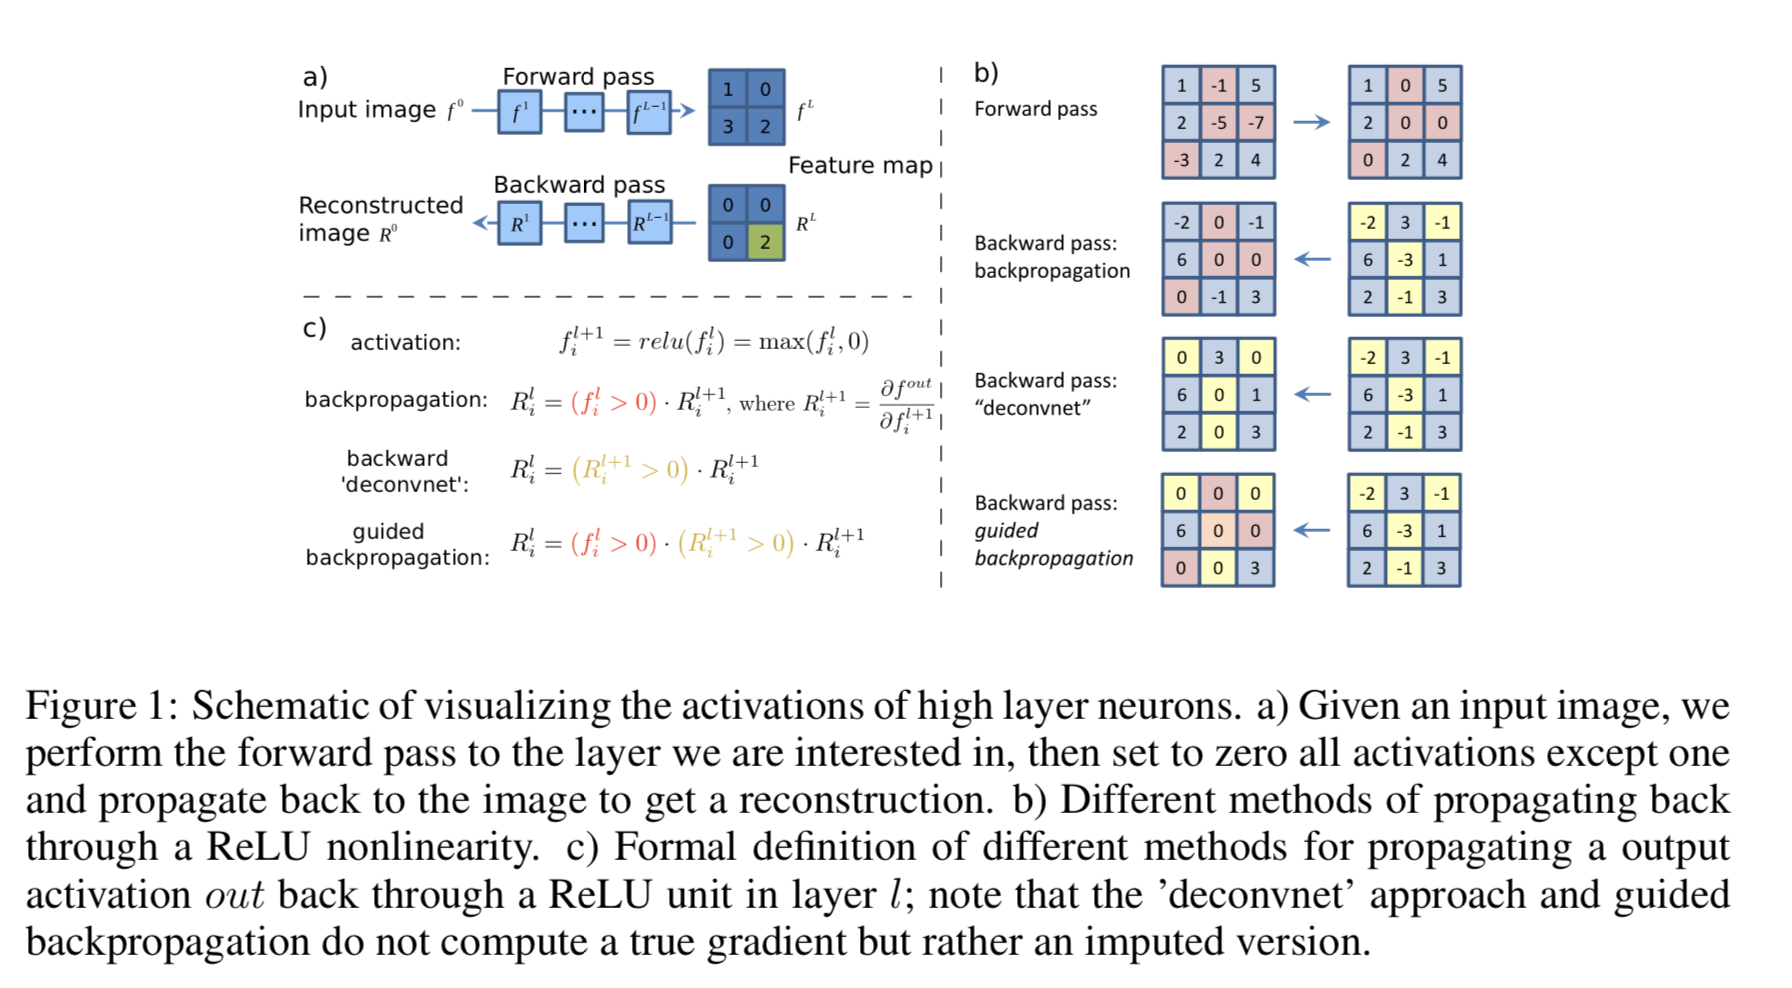 a)
Forward pass
Input image f⁰ f¹ ··· f^{L−1}
1 0
3 2
f^L
Feature map
Backward pass
Reconstructed
image R⁰ R¹ ··· R^{L−1}
0 0
0 2
R^L
c)
activation: f_i^{l+1} = relu(f_i^l) = max(f_i^l, 0)
backpropagation: R_i^l = (f_i^l > 0) · R_i^{l+1}, where R_i^{l+1} = ∂f^{out} / ∂f_i^{l+1}
backward
'deconvnet': R_i^l = (R_i^{l+1} > 0) · R_i^{l+1}
guided
backpropagation: R_i^l = (f_i^l > 0) · (R_i^{l+1} > 0) · R_i^{l+1}
b)
Forward pass
1 -1 5 1 0 5
2 -5 -7 2 0 0
-3 2 4 0 2 4
Backward pass:
backpropagation
-2 0 -1 -2 3 -1
6 0 0 6 -3 1
0 -1 3 2 -1 3
Backward pass:
“deconvnet”
0 3 0 -2 3 -1
6 0 1 6 -3 1
2 0 3 2 -1 3
Backward pass:
guided
backpropagation
0 0 0 -2 3 -1
6 0 0 6 -3 1
0 0 3 2 -1 3
Figure 1: Schematic of visualizing the activations of high layer neurons. a) Given an input image, we
perform the forward pass to the layer we are interested in, then set to zero all activations except one
and propagate back to the image to get a reconstruction. b) Different methods of propagating back
through a ReLU nonlinearity. c) Formal definition of different methods for propagating a output
activation out back through a ReLU unit in layer l; note that the ’deconvnet’ approach and guided
backpropagation do not compute a true gradient but rather an imputed version.